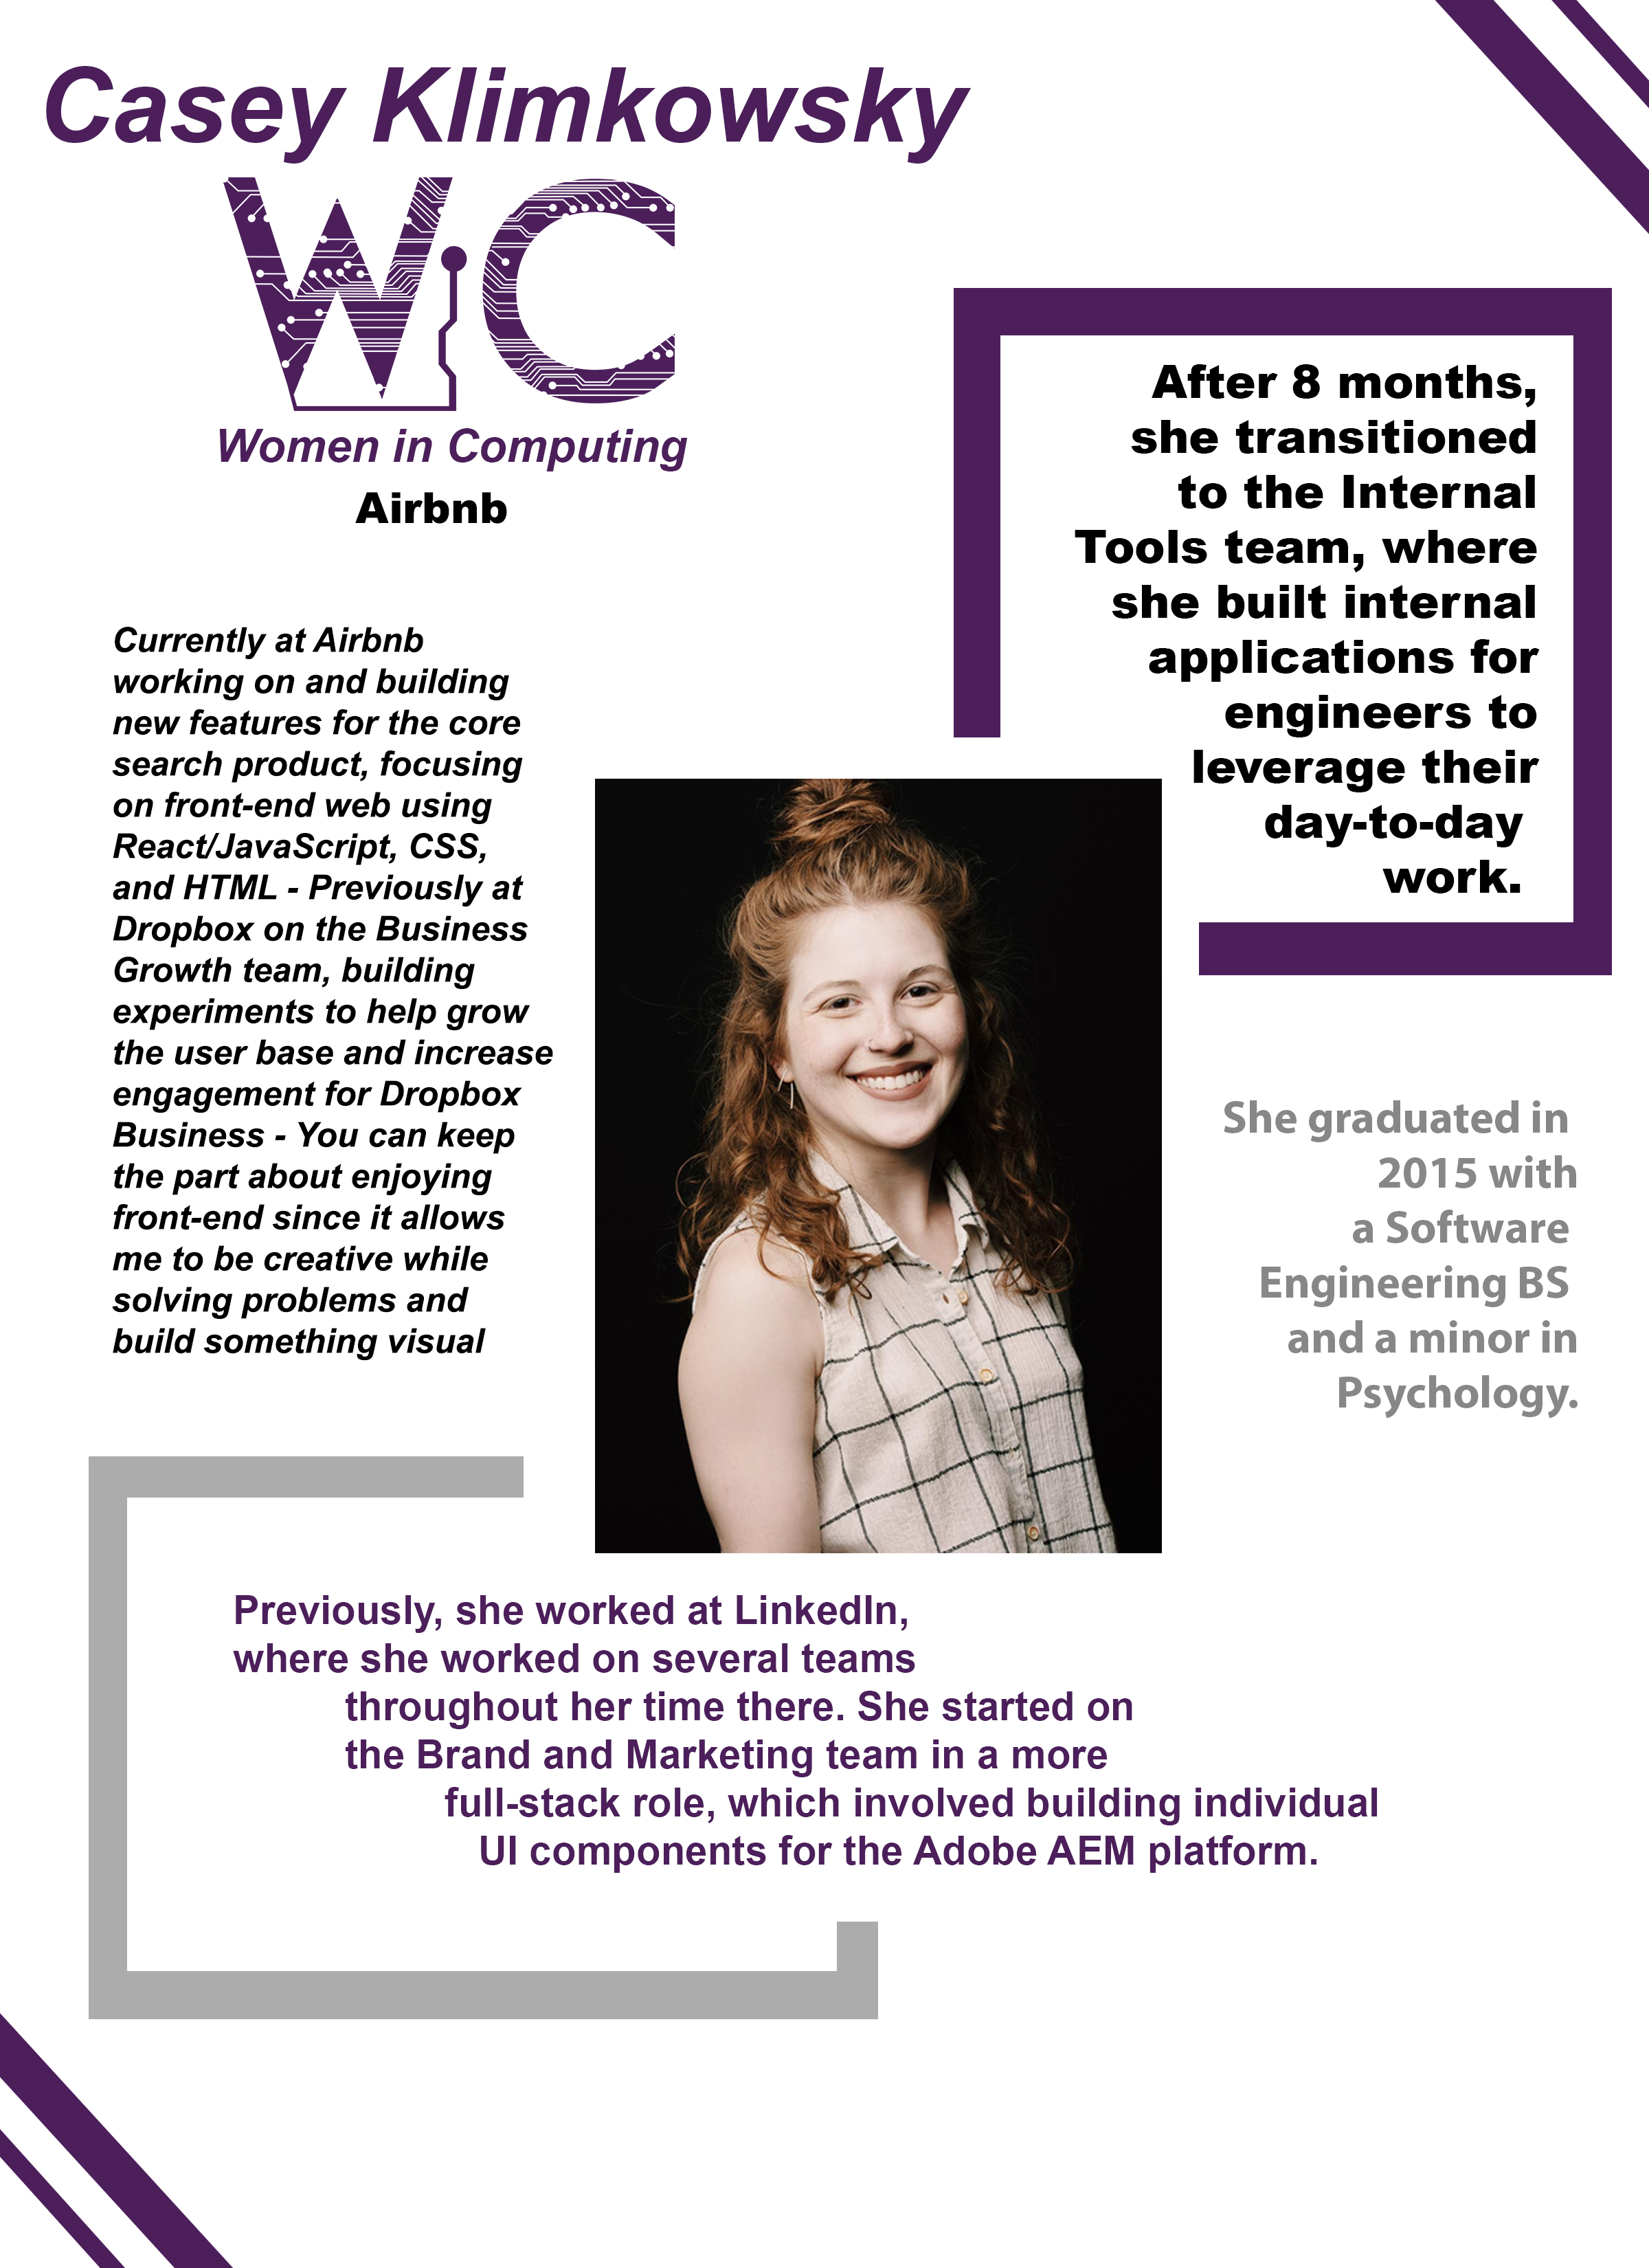 Casey Klimkowsky
WiC
Women in Computing
Airbnb
Currently at Airbnb
working on and building
new features for the core
search product, focusing
on front-end web using
React/JavaScript, CSS,
and HTML - Previously at
Dropbox on the Business
Growth team, building
experiments to help grow
the user base and increase
engagement for Dropbox
Business - You can keep
the part about enjoying
front-end since it allows
me to be creative while
solving problems and
build something visual
After 8 months,
she transitioned
to the Internal
Tools team, where
she built internal
applications for
engineers to
leverage their
day-to-day
work.
She graduated in
2015 with
a Software
Engineering BS
and a minor in
Psychology.
Previously, she worked at LinkedIn,
where she worked on several teams
throughout her time there. She started on
the Brand and Marketing team in a more
full-stack role, which involved building individual
UI components for the Adobe AEM platform.